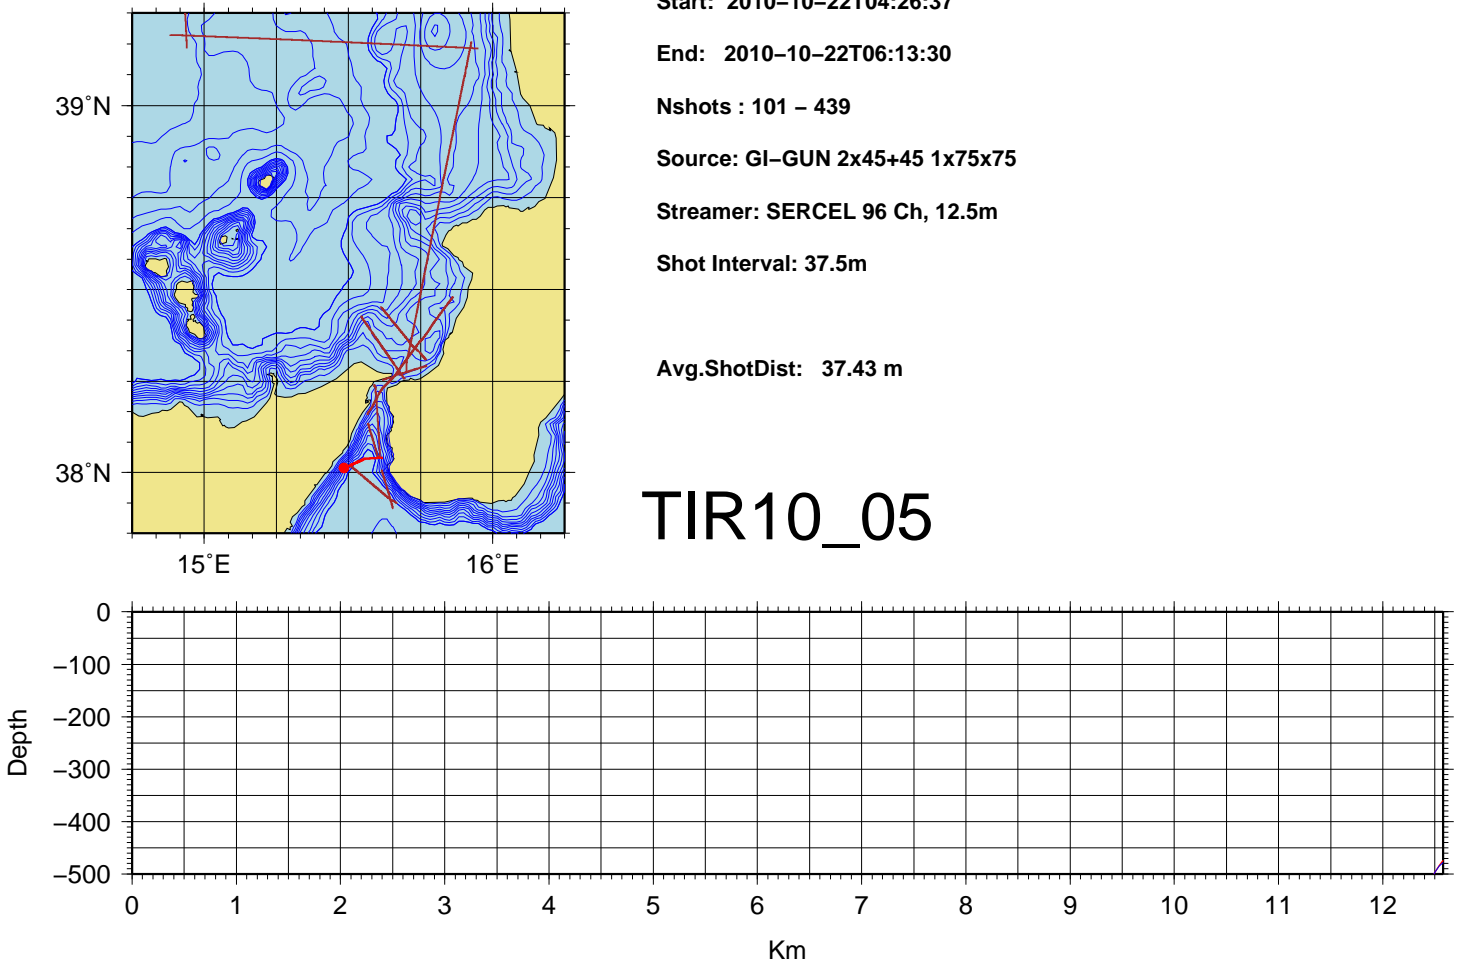 Start: 2010–10–22T04:26:37
End: 2010–10–22T06:13:30
39˚N
Nshots : 101 – 439
Source: GI–GUN 2x45+45 1x75x75
Streamer: SERCEL 96 Ch, 12.5m
Shot Interval: 37.5m
Avg.ShotDist: 37.43 m
38˚N
TIR10_05
15˚E 16˚E
0
−100
−200
−300
−400
−500
Depth
0 1 2 3 4 5 6 7 8 9 10 11 12
Km